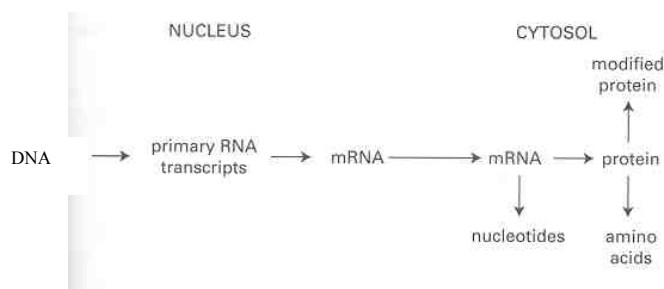 NUCLEUS
CYTOSOL
modified
protein
DNA
primary RNA
transcripts
mRNA
mRNA
protein
nucleotides
amino
acids